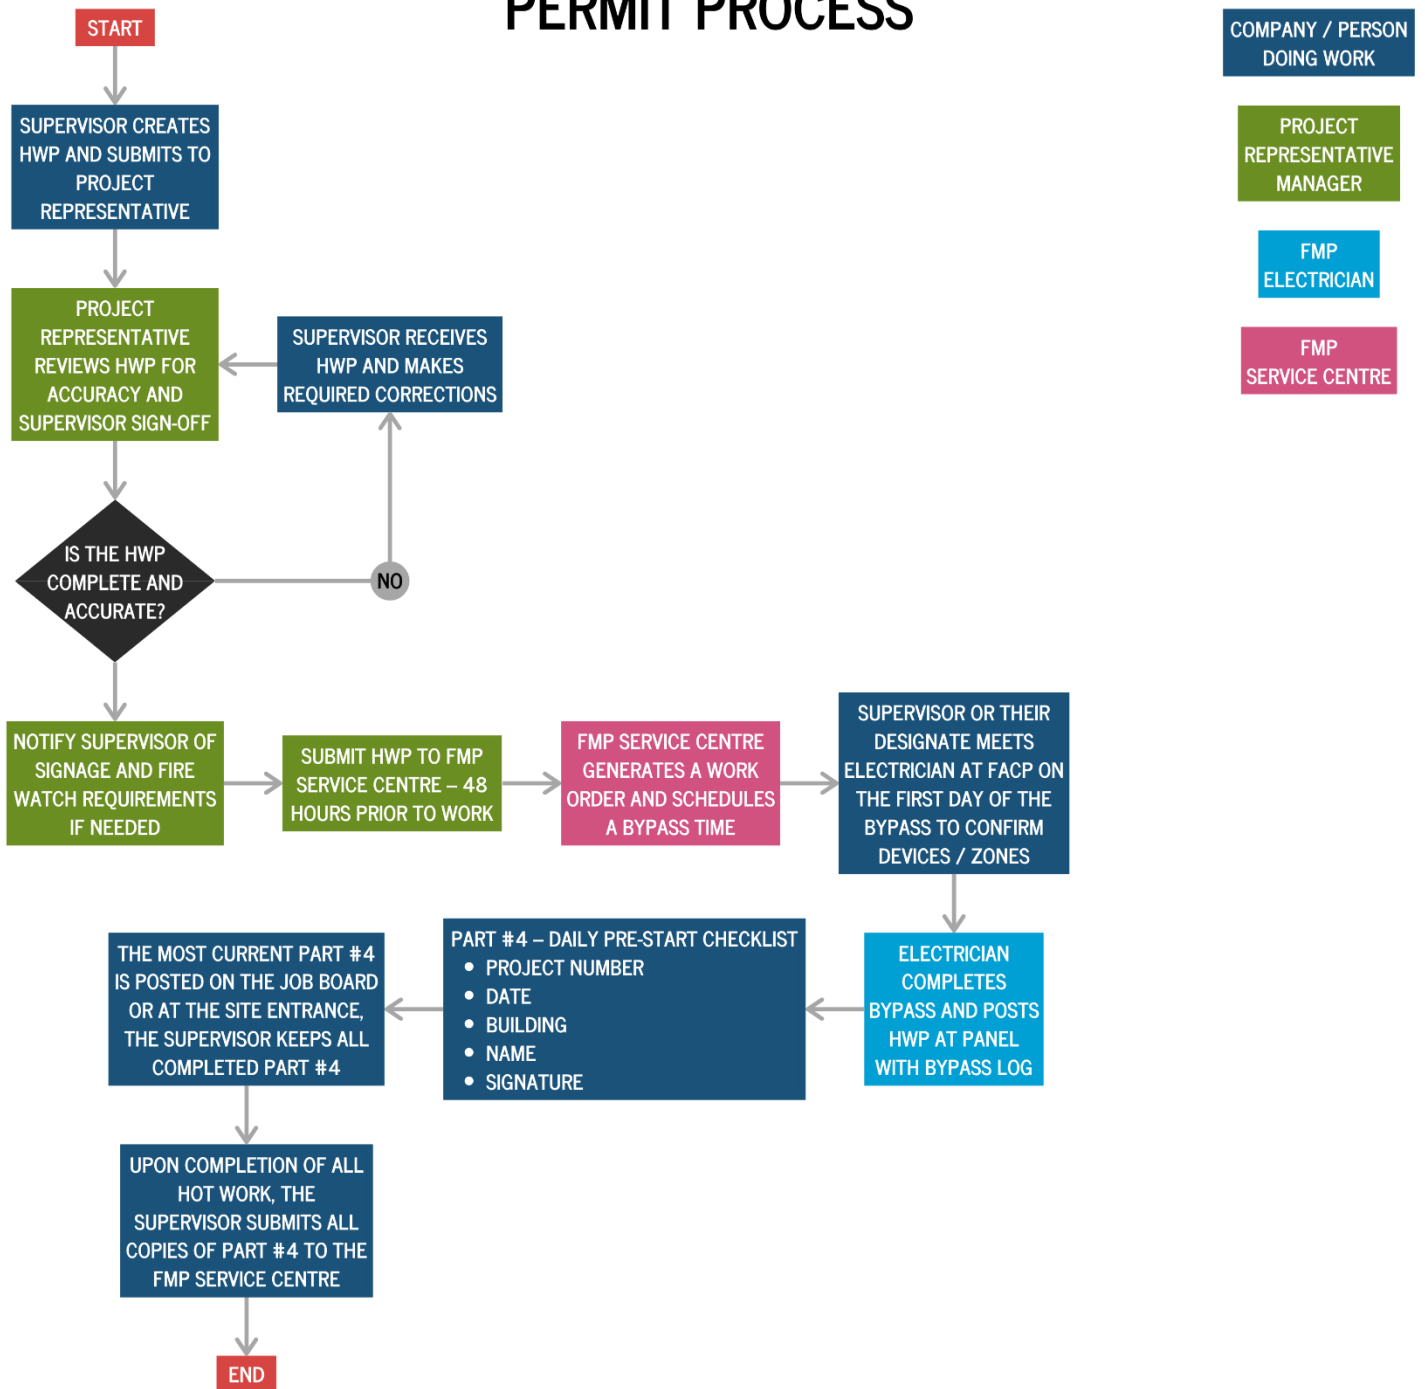 PERMIT PROCESS
START
COMPANY / PERSON
DOING WORK
PROJECT
REPRESENTATIVE
MANAGER
FMP
ELECTRICIAN
FMP
SERVICE CENTRE
SUPERVISOR CREATES
HWP AND SUBMITS TO
PROJECT
REPRESENTATIVE
PROJECT
REPRESENTATIVE
REVIEWS HWP FOR
ACCURACY AND
SUPERVISOR SIGN-OFF
SUPERVISOR RECEIVES
HWP AND MAKES
REQUIRED CORRECTIONS
IS THE HWP
COMPLETE AND
ACCURATE?
NO
NOTIFY SUPERVISOR OF
SIGNAGE AND FIRE
WATCH REQUIREMENTS
IF NEEDED
SUBMIT HWP TO FMP
SERVICE CENTRE – 48
HOURS PRIOR TO WORK
FMP SERVICE CENTRE
GENERATES A WORK
ORDER AND SCHEDULES
A BYPASS TIME
SUPERVISOR OR THEIR
DESIGNATE MEETS
ELECTRICIAN AT FACP ON
THE FIRST DAY OF THE
BYPASS TO CONFIRM
DEVICES / ZONES
ELECTRICIAN
COMPLETES
BYPASS AND POSTS
HWP AT PANEL
WITH BYPASS LOG
PART #4 – DAILY PRE-START CHECKLIST
• PROJECT NUMBER
• DATE
• BUILDING
• NAME
• SIGNATURE
THE MOST CURRENT PART #4
IS POSTED ON THE JOB BOARD
OR AT THE SITE ENTRANCE,
THE SUPERVISOR KEEPS ALL
COMPLETED PART #4
UPON COMPLETION OF ALL
HOT WORK, THE
SUPERVISOR SUBMITS ALL
COPIES OF PART #4 TO THE
FMP SERVICE CENTRE
END